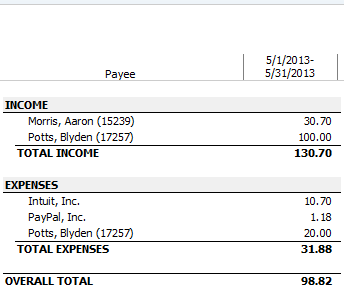 Payee 5/1/2013-
5/31/2013
INCOME
Morris, Aaron (15239) 30.70
Potts, Blyden (17257) 100.00
TOTAL INCOME 130.70
EXPENSES
Intuit, Inc. 10.70
PayPal, Inc. 1.18
Potts, Blyden (17257) 20.00
TOTAL EXPENSES 31.88
OVERALL TOTAL 98.82